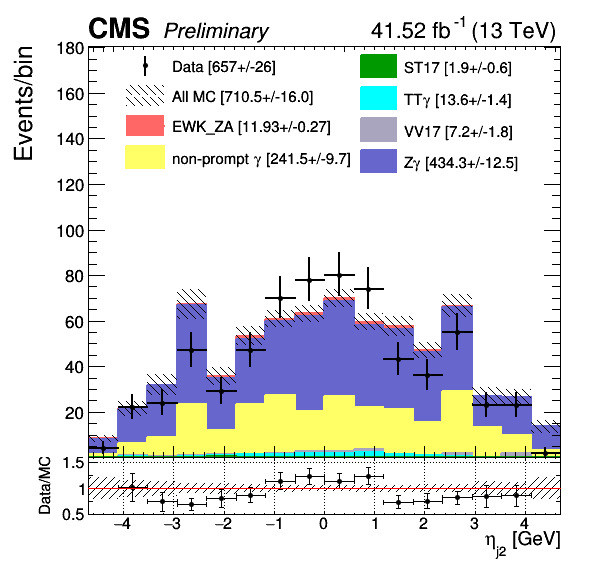 CMS Preliminary 41.52 fb⁻¹ (13 TeV)
Events/bin
180
160
140
120
100
80
60
40
20
Data [657+/-26]
All MC [710.5+/-16.0]
EWK_ZA [11.93+/-0.27]
non-prompt γ [241.5+/-9.7]
ST17 [1.9+/-0.6]
TTγ [13.6+/-1.4]
VV17 [7.2+/-1.8]
Zγ [434.3+/-12.5]
Data/MC
1.5
1
0.5
−4 −3 −2 −1 0 1 2 3 4
η_{j2} [GeV]